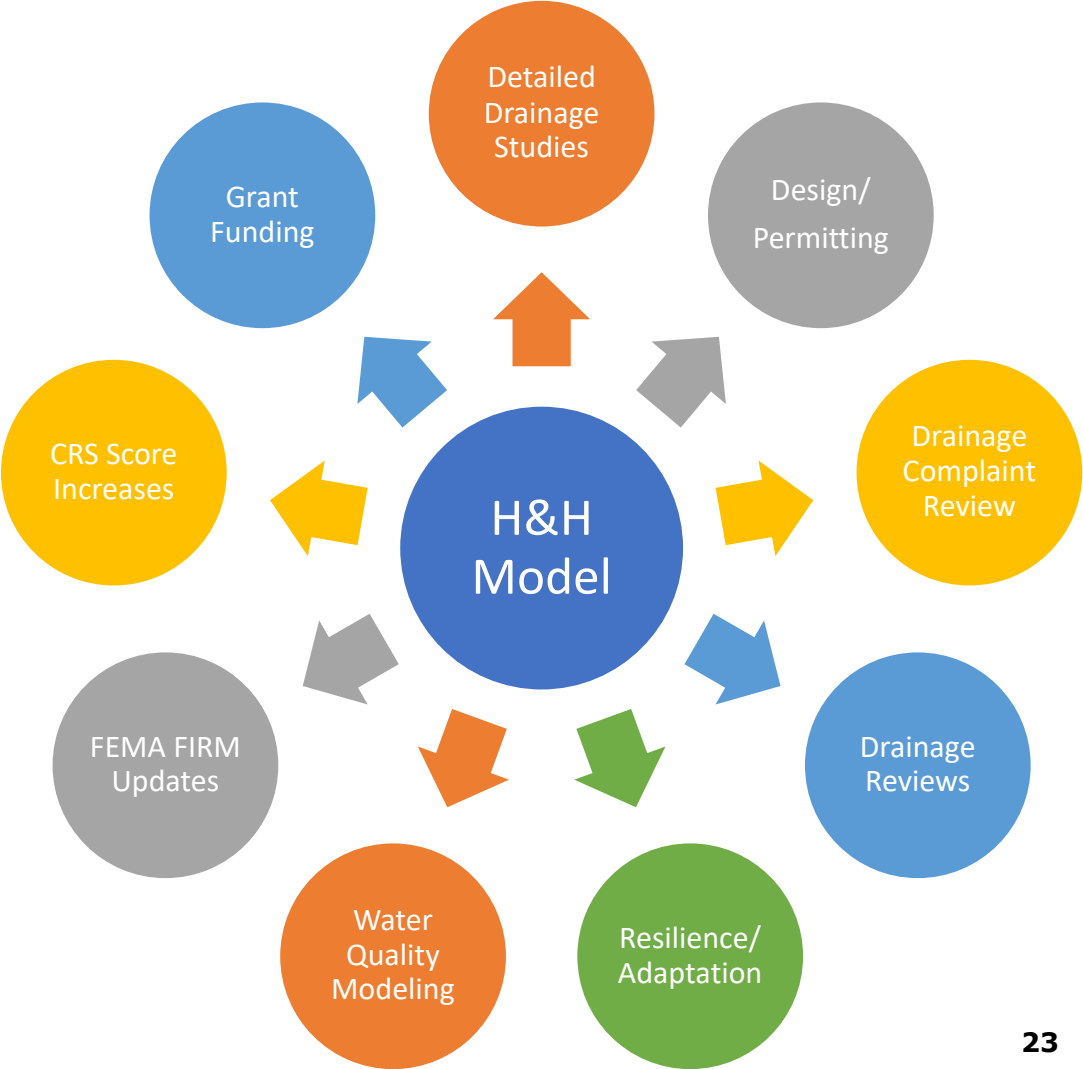 Detailed
Drainage
Studies
Design/
Permitting
Drainage
Complaint
Review
Drainage
Reviews
Resilience/
Adaptation
Water
Quality
Modeling
FEMA FIRM
Updates
CRS Score
Increases
Grant
Funding
H&H
Model
23